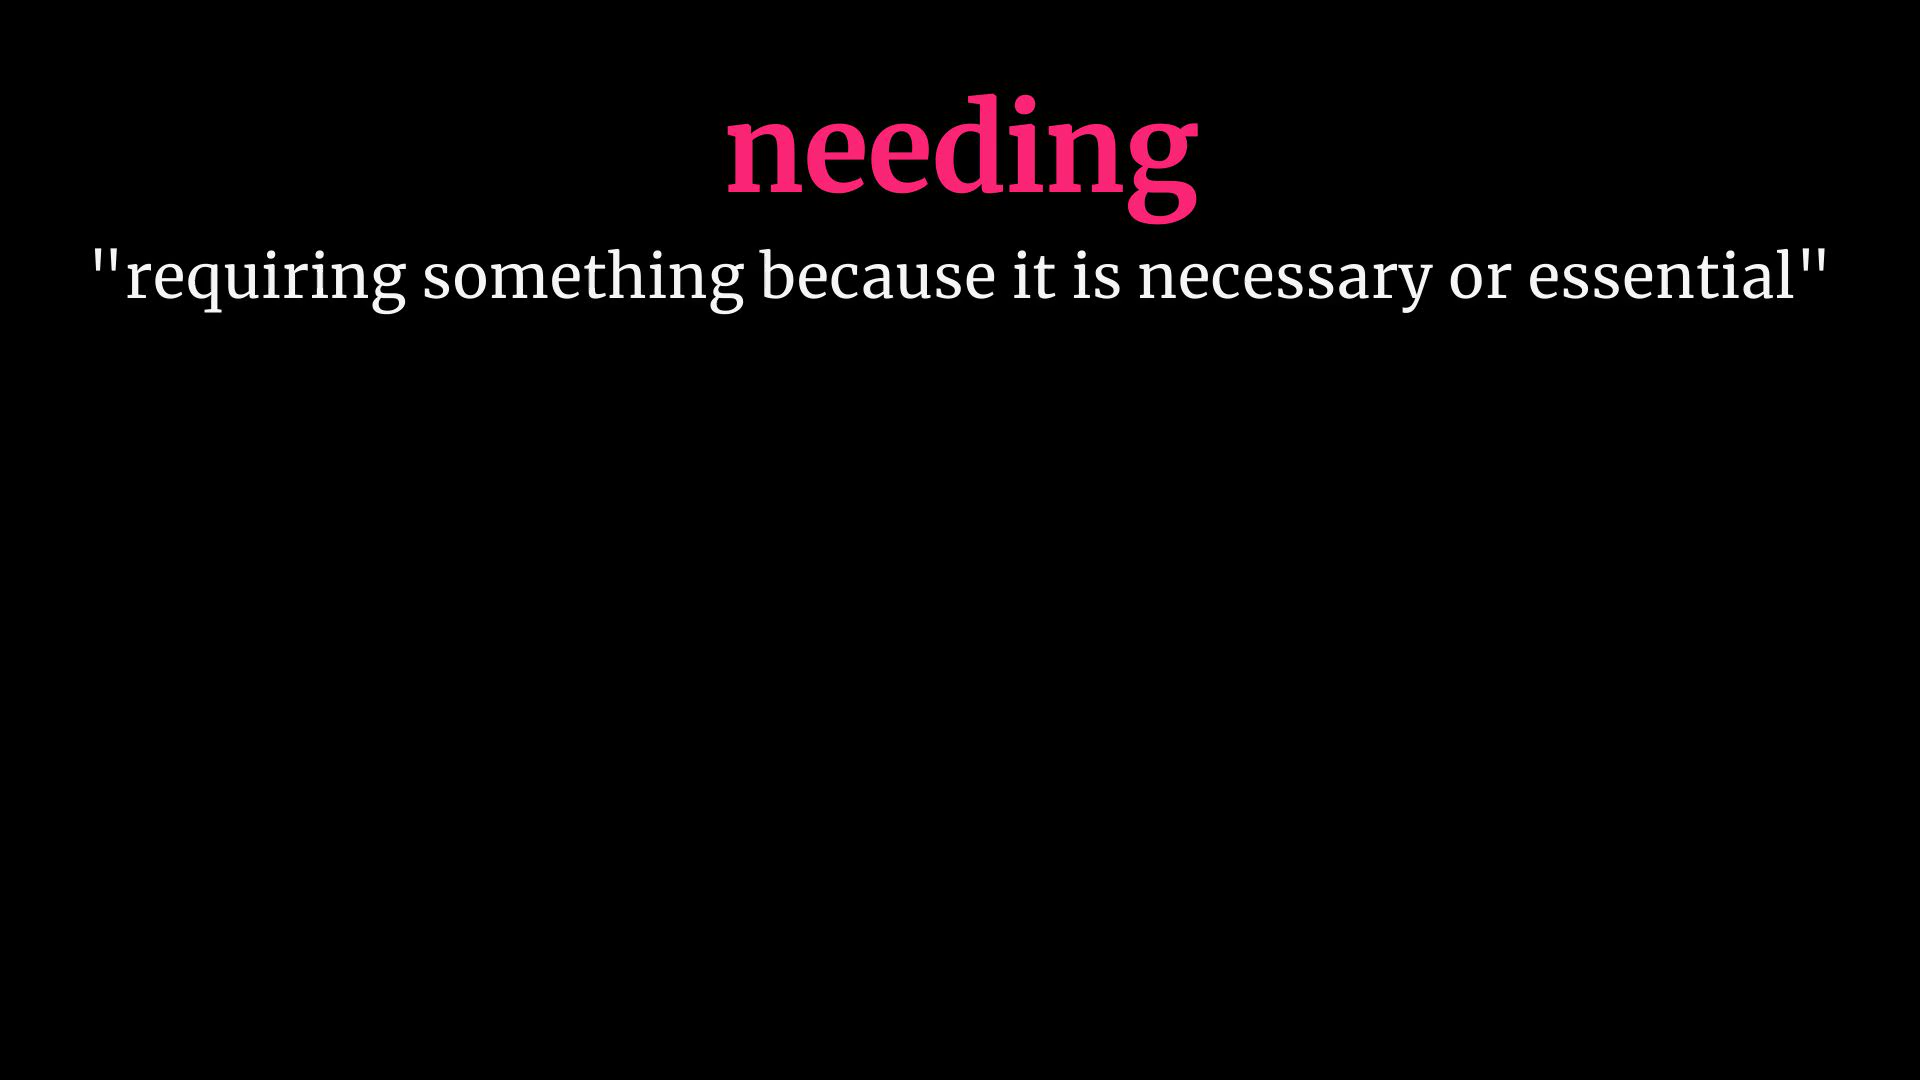 needing
"requiring something because it is necessary or essential"